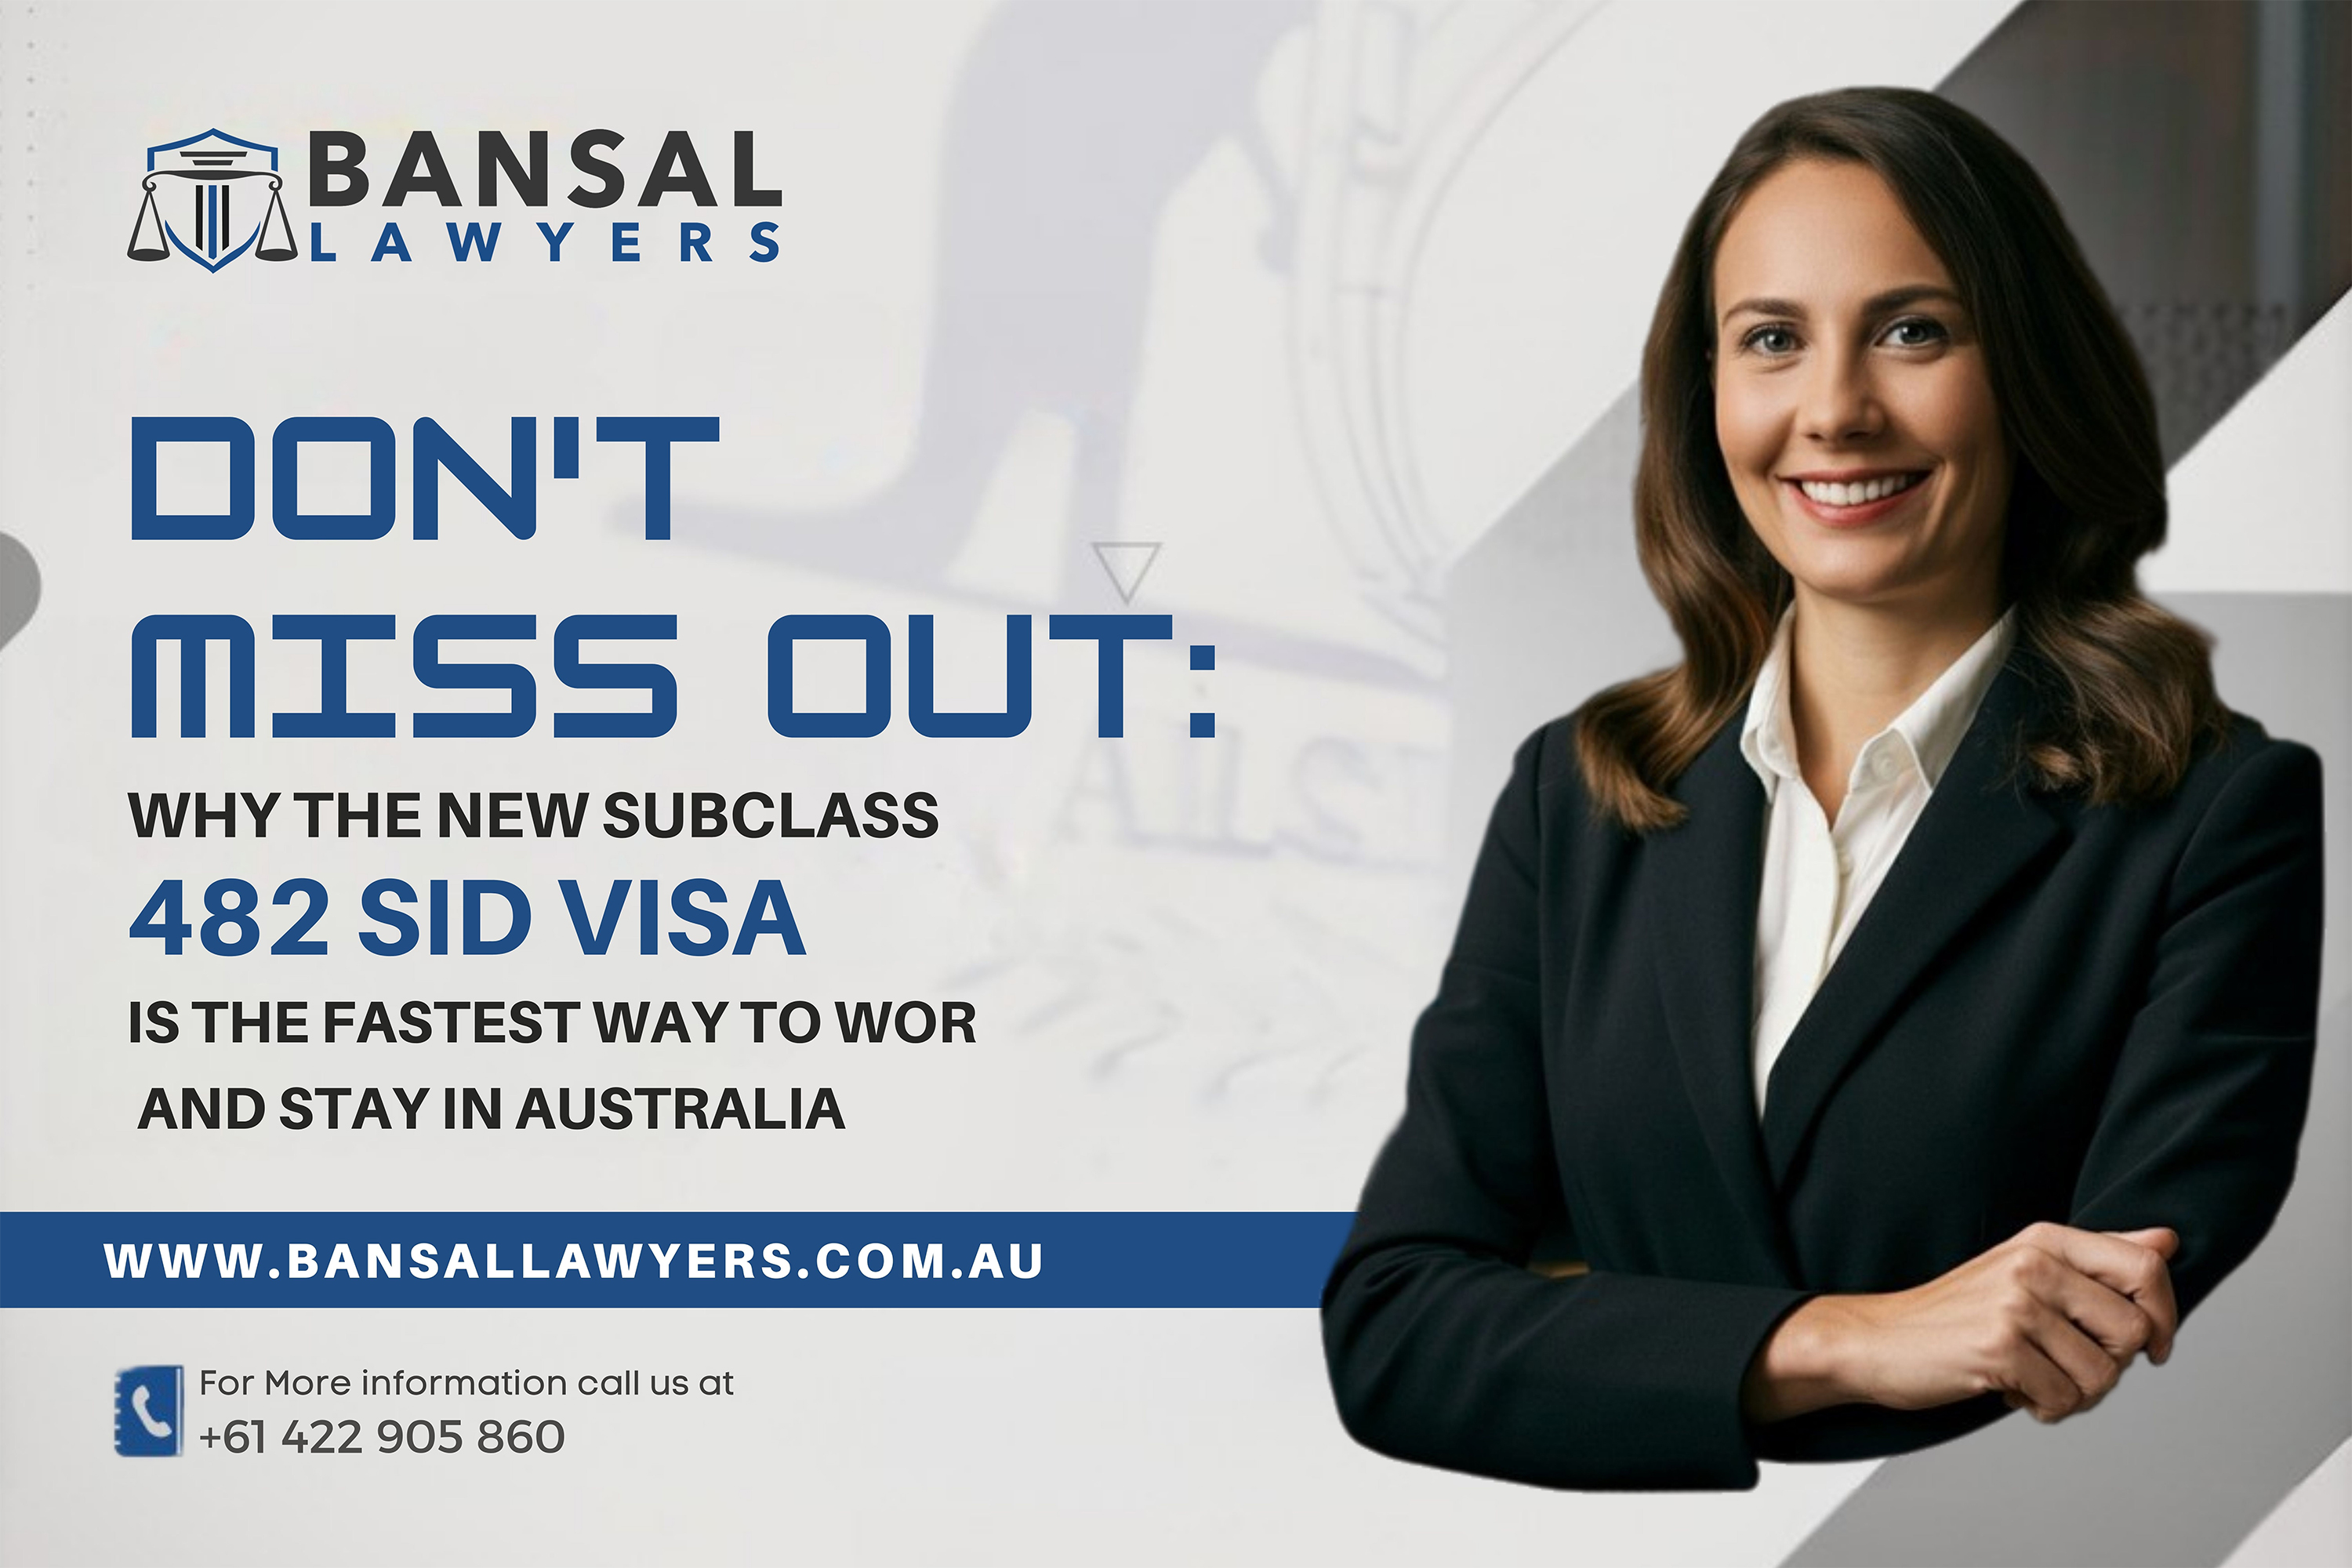 BANSAL
LAWYERS
DON'T
MISS OUT:
WHY THE NEW SUBCLASS
482 SID VISA
IS THE FASTEST WAY TO WOR
AND STAY IN AUSTRALIA
WWW.BANSALLAWYERS.COM.AU
For More information call us at
+61 422 905 860